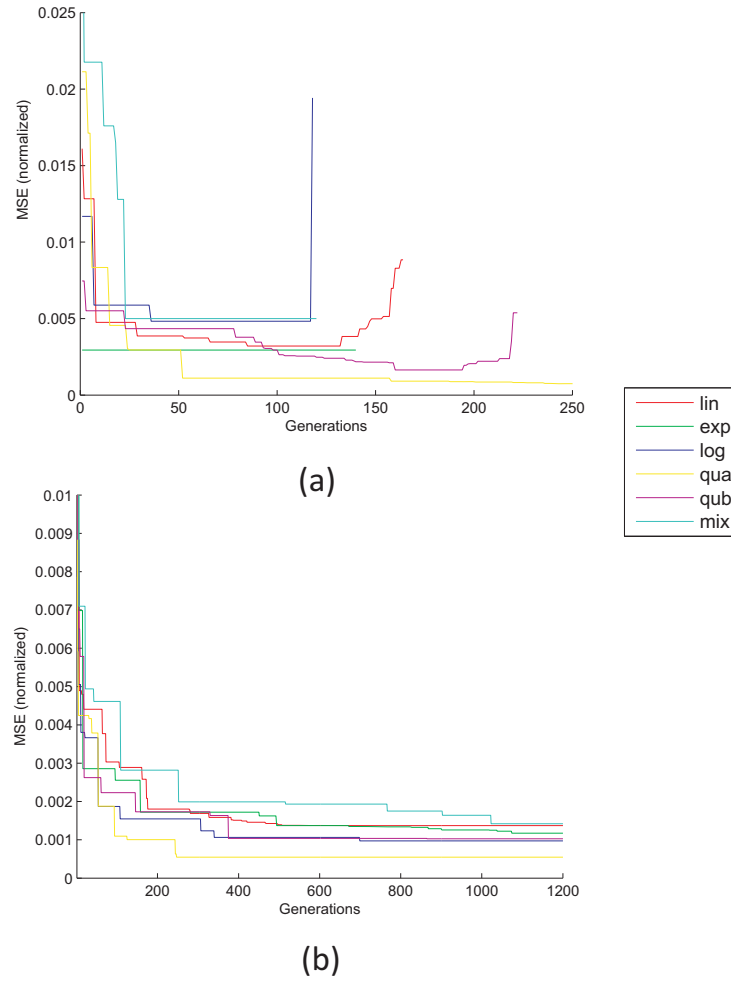 0.025
0.02
0.015
0.01
0.005
0
MSE (normalized)
0
50
100
150
200
250
Generations
(a)
lin
exp
log
qua
qub
mix
0.01
0.009
0.008
0.007
0.006
0.005
0.004
0.003
0.002
0.001
0
MSE (normalized)
200
400
600
800
1000
1200
Generations
(b)